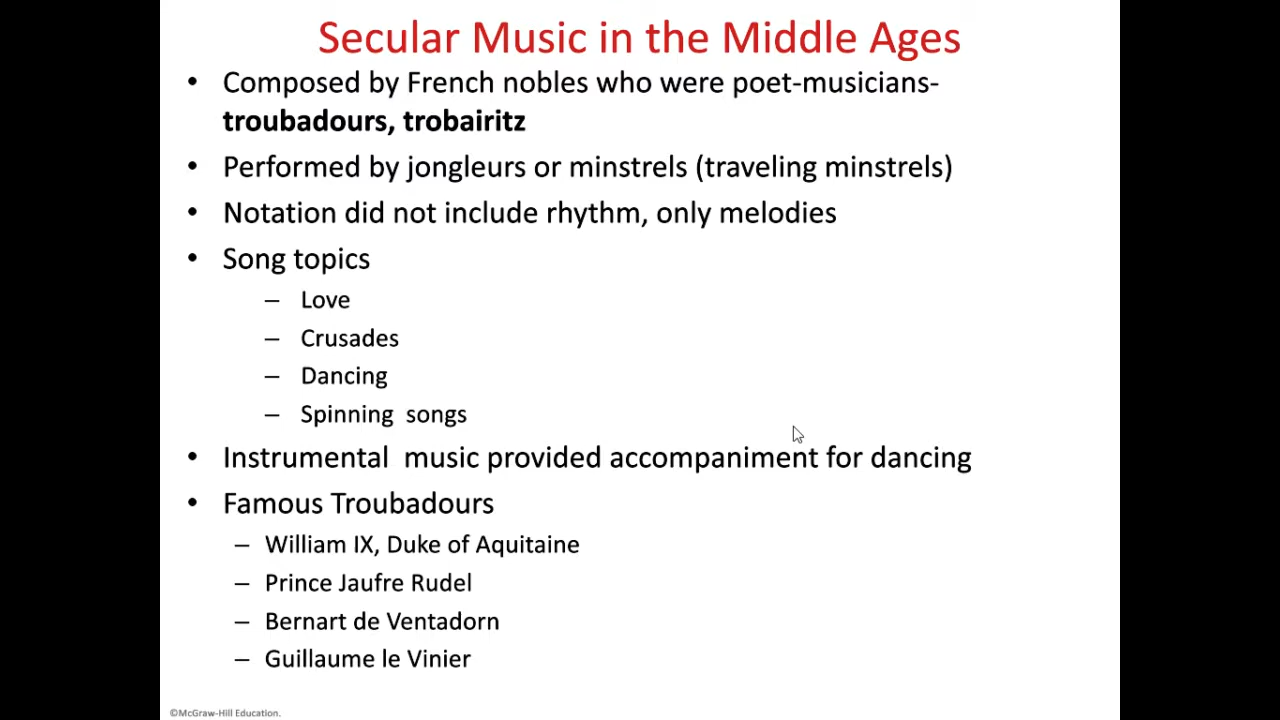 Secular Music in the Middle Ages
• Composed by French nobles who were poet-musicians-
troubadours, trobairitz
• Performed by jongleurs or minstrels (traveling minstrels)
• Notation did not include rhythm, only melodies
• Song topics
– Love
– Crusades
– Dancing
– Spinning  songs
• Instrumental  music provided accompaniment for dancing
• Famous Troubadours
– William IX, Duke of Aquitaine
– Prince Jaufre Rudel
– Bernart de Ventadorn
– Guillaume le Vinier
©McGraw-Hill Education.